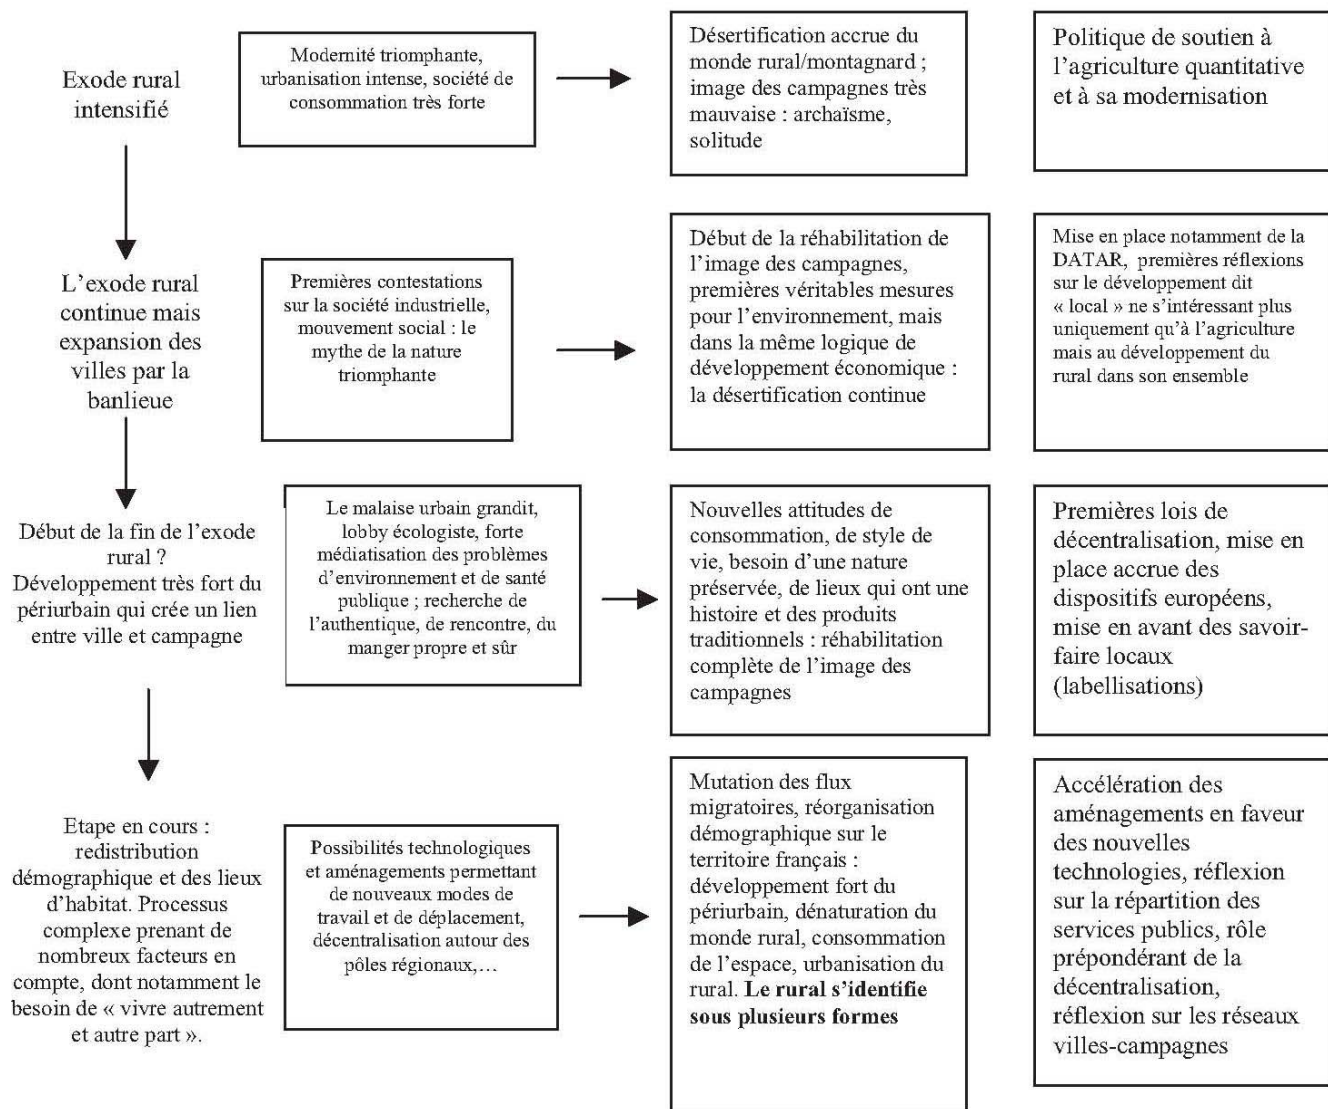 Exode rural
intensifié
Modernité triomphante,
urbanisation intense, société de
consommation très forte
Désertification accrue du
monde rural/montagnard ;
image des campagnes très
mauvaise : archaïsme,
solitude
Politique de soutien à
l’agriculture quantitative
et à sa modernisation
L’exode rural
continue mais
expansion des
villes par la
banlieue
Premières contestations
sur la société industrielle,
mouvement social : le
mythe de la nature
triomphante
Début de la réhabilitation de
l’image des campagnes,
premières véritables mesures
pour l’environnement, mais
dans la même logique de
développement économique :
la désertification continue
Mise en place notamment de la
DATAR, premières réflexions
sur le développement dit
« local » ne s’intéressant plus
uniquement qu’à l’agriculture
mais au développement du
rural dans son ensemble
Début de la fin de l’exode
rural ?
Développement très fort du
périurbain qui crée un lien
entre ville et campagne
Le malaise urbain grandit,
lobby écologiste, forte
médiatisation des problèmes
d’environnement et de santé
publique ; recherche de
l’authentique, de rencontre, du
manger propre et sûr
Nouvelles attitudes de
consommation, de style de
vie, besoin d’une nature
préservée, de lieux qui ont une
histoire et des produits
traditionnels : réhabilitation
complète de l’image des
campagnes
Premières lois de
décentralisation, mise en
place accrue des
dispositifs européens,
mise en avant des savoir-
faire locaux
(labellisations)
Etape en cours :
redistribution
démographique et des lieux
d’habitat. Processus
complexe prenant de
nombreux facteurs en
compte, dont notamment le
besoin de « vivre autrement
et autre part ».
Possibilités technologiques
et aménagements permettant
de nouveaux modes de
travail et de déplacement,
décentralisation autour des
pôles régionaux,…
Mutation des flux
migratoires, réorganisation
démographique sur le
territoire français :
développement fort du
périurbain, dénaturation du
monde rural, consommation
de l’espace, urbanisation du
rural. Le rural s’identifie
sous plusieurs formes
Accélération des
aménagements en faveur
des nouvelles
technologies, réflexion
sur la répartition des
services publics, rôle
prépondérant de la
décentralisation,
réflexion sur les réseaux
villes-campagnes